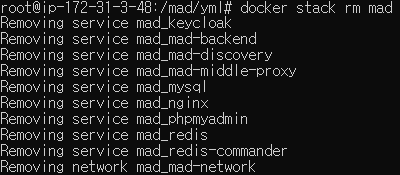 root@ip-172-31-3-48:/mad/yml# docker stack rm mad
Removing service mad_keycloak
Removing service mad_mad-backend
Removing service mad_mad-discovery
Removing service mad_mad-middle-proxy
Removing service mad_mysql
Removing service mad_nginx
Removing service mad_phpmyadmin
Removing service mad_redis
Removing service mad_redis-commander
Removing network mad_mad-network